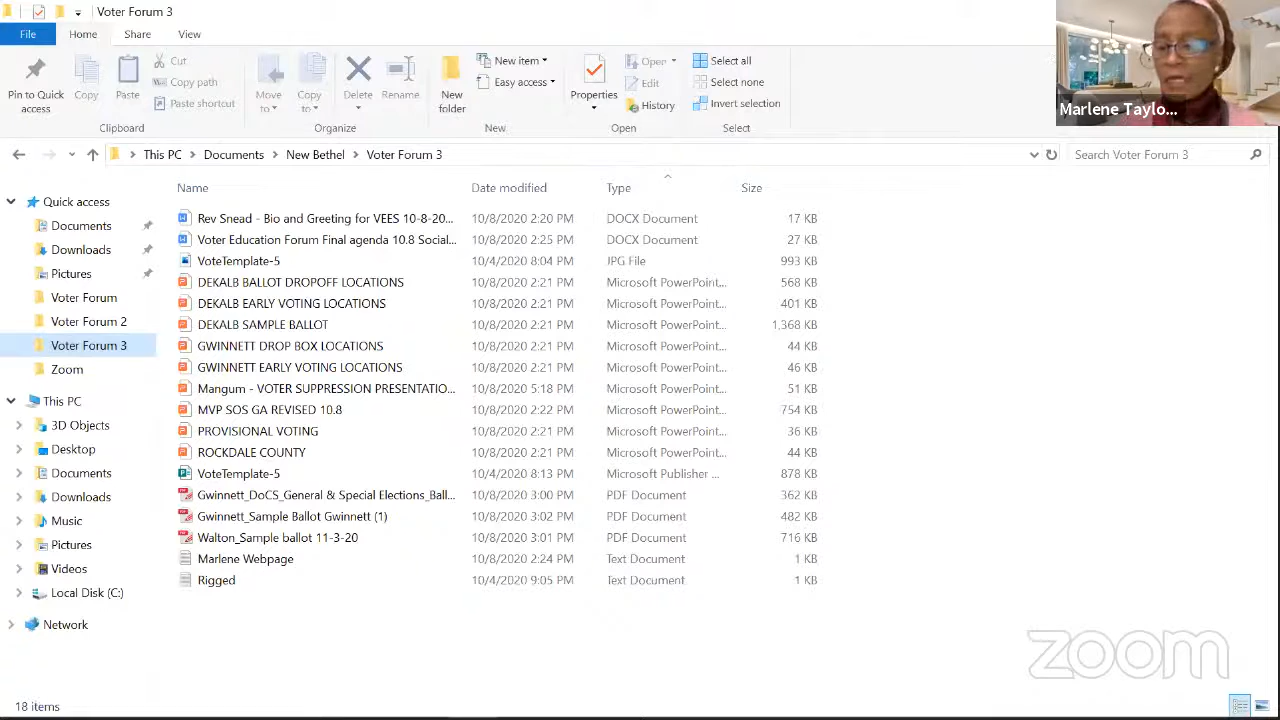 Voter Forum 3
File Home Share View
Pin to Quick access
Copy
Paste
Cut
Copy path
Paste shortcut
Clipboard
Move to
Copy to
Organize
New folder
New item
Easy access
New
Properties
Open
Edit
History
Open
Select all
Select none
Invert selection
Select
Marlene Taylo...
This PC Documents New Bethel Voter Forum 3
Search Voter Forum 3
Quick access
Documents
Downloads
Pictures
Voter Forum
Voter Forum 2
Voter Forum 3
Zoom
This PC
3D Objects
Desktop
Documents
Downloads
Music
Pictures
Videos
Local Disk (C:)
Network
Name Date modified Type Size
Rev Snead - Bio and Greeting for VEES 10-8-20... 10/8/2020 2:20 PM DOCX Document 17 KB
Voter Education Forum Final agenda 10.8 Social... 10/8/2020 2:25 PM DOCX Document 27 KB
VoteTemplate-5 10/4/2020 8:04 PM JPG File 993 KB
DEKALB BALLOT DROPOFF LOCATIONS 10/8/2020 2:21 PM Microsoft PowerPoint... 568 KB
DEKALB EARLY VOTING LOCATIONS 10/8/2020 2:21 PM Microsoft PowerPoint... 401 KB
DEKALB SAMPLE BALLOT 10/8/2020 2:21 PM Microsoft PowerPoint... 1,368 KB
GWINNETT DROP BOX LOCATIONS 10/8/2020 2:21 PM Microsoft PowerPoint... 44 KB
GWINNETT EARLY VOTING LOCATIONS 10/8/2020 2:21 PM Microsoft PowerPoint... 46 KB
Mangum - VOTER SUPPRESSION PRESENTATIO... 10/8/2020 5:18 PM Microsoft PowerPoint... 51 KB
MVP SOS GA REVISED 10.8 10/8/2020 2:22 PM Microsoft PowerPoint... 754 KB
PROVISIONAL VOTING 10/8/2020 2:21 PM Microsoft PowerPoint... 36 KB
ROCKDALE COUNTY 10/8/2020 2:21 PM Microsoft PowerPoint... 44 KB
VoteTemplate-5 10/4/2020 8:13 PM Microsoft Publisher ... 878 KB
Gwinnett_DoCS_General & Special Elections_Ball... 10/8/2020 3:00 PM PDF Document 362 KB
Gwinnett_Sample Ballot Gwinnett (1) 10/8/2020 3:02 PM PDF Document 482 KB
Walton_Sample ballot 11-3-20 10/8/2020 3:01 PM PDF Document 716 KB
Marlene Webpage 10/8/2020 2:24 PM Text Document 1 KB
Rigged 10/4/2020 9:05 PM Text Document 1 KB
zoom
18 items